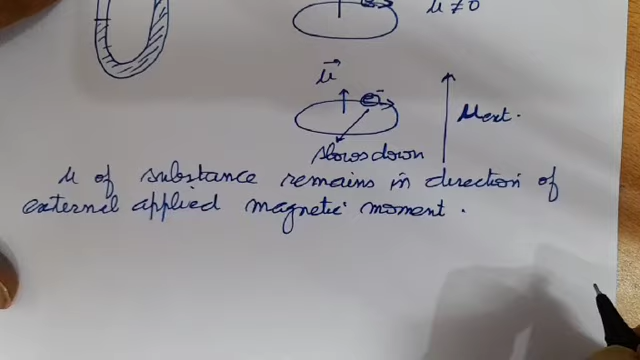 μ ≠ 0
μ⃗
e⁻
μext.
slows down
μ of substance remains in direction of
external applied magnetic moment.